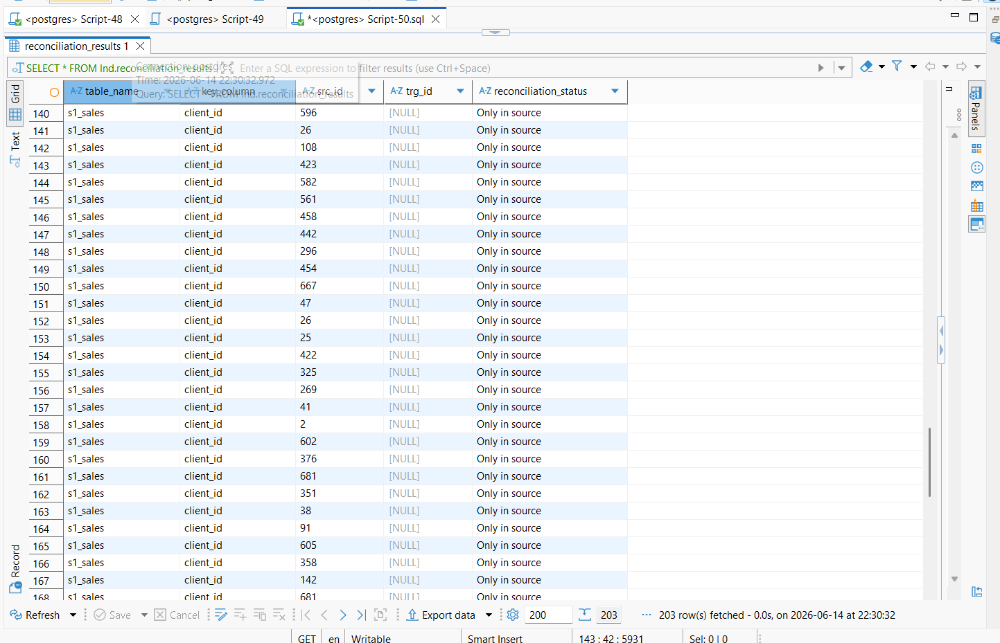 <postgres> Script-48
<postgres> Script-49
*<postgres> Script-50.sql
reconciliation_results 1
SELECT * FROM lnd.reconciliation_results
Enter a SQL expression to filter results (use Ctrl+Space)
Connection: postgres
Time: 2026-06-14 22:30:32.972
Query: SELECT * FROM lnd.reconciliation_results
Grid
Text
Record
Panels
A-Z table_name A-Z key_column A-Z src_id A-Z trg_id A-Z reconciliation_status
140 s1_sales client_id 596 [NULL] Only in source
141 s1_sales client_id 26 [NULL] Only in source
142 s1_sales client_id 108 [NULL] Only in source
143 s1_sales client_id 423 [NULL] Only in source
144 s1_sales client_id 582 [NULL] Only in source
145 s1_sales client_id 561 [NULL] Only in source
146 s1_sales client_id 458 [NULL] Only in source
147 s1_sales client_id 442 [NULL] Only in source
148 s1_sales client_id 296 [NULL] Only in source
149 s1_sales client_id 454 [NULL] Only in source
150 s1_sales client_id 667 [NULL] Only in source
151 s1_sales client_id 47 [NULL] Only in source
152 s1_sales client_id 26 [NULL] Only in source
153 s1_sales client_id 25 [NULL] Only in source
154 s1_sales client_id 422 [NULL] Only in source
155 s1_sales client_id 325 [NULL] Only in source
156 s1_sales client_id 269 [NULL] Only in source
157 s1_sales client_id 41 [NULL] Only in source
158 s1_sales client_id 2 [NULL] Only in source
159 s1_sales client_id 602 [NULL] Only in source
160 s1_sales client_id 376 [NULL] Only in source
161 s1_sales client_id 681 [NULL] Only in source
162 s1_sales client_id 351 [NULL] Only in source
163 s1_sales client_id 38 [NULL] Only in source
164 s1_sales client_id 91 [NULL] Only in source
165 s1_sales client_id 605 [NULL] Only in source
166 s1_sales client_id 358 [NULL] Only in source
167 s1_sales client_id 142 [NULL] Only in source
168 s1_sales client_id 681 [NULL] Only in source
Refresh Save Cancel Export data 200 203 ... 203 row(s) fetched - 0.0s, on 2026-06-14 at 22:30:32
GET en Writable Smart Insert 143 : 42 : 5931 Sel: 0 | 0